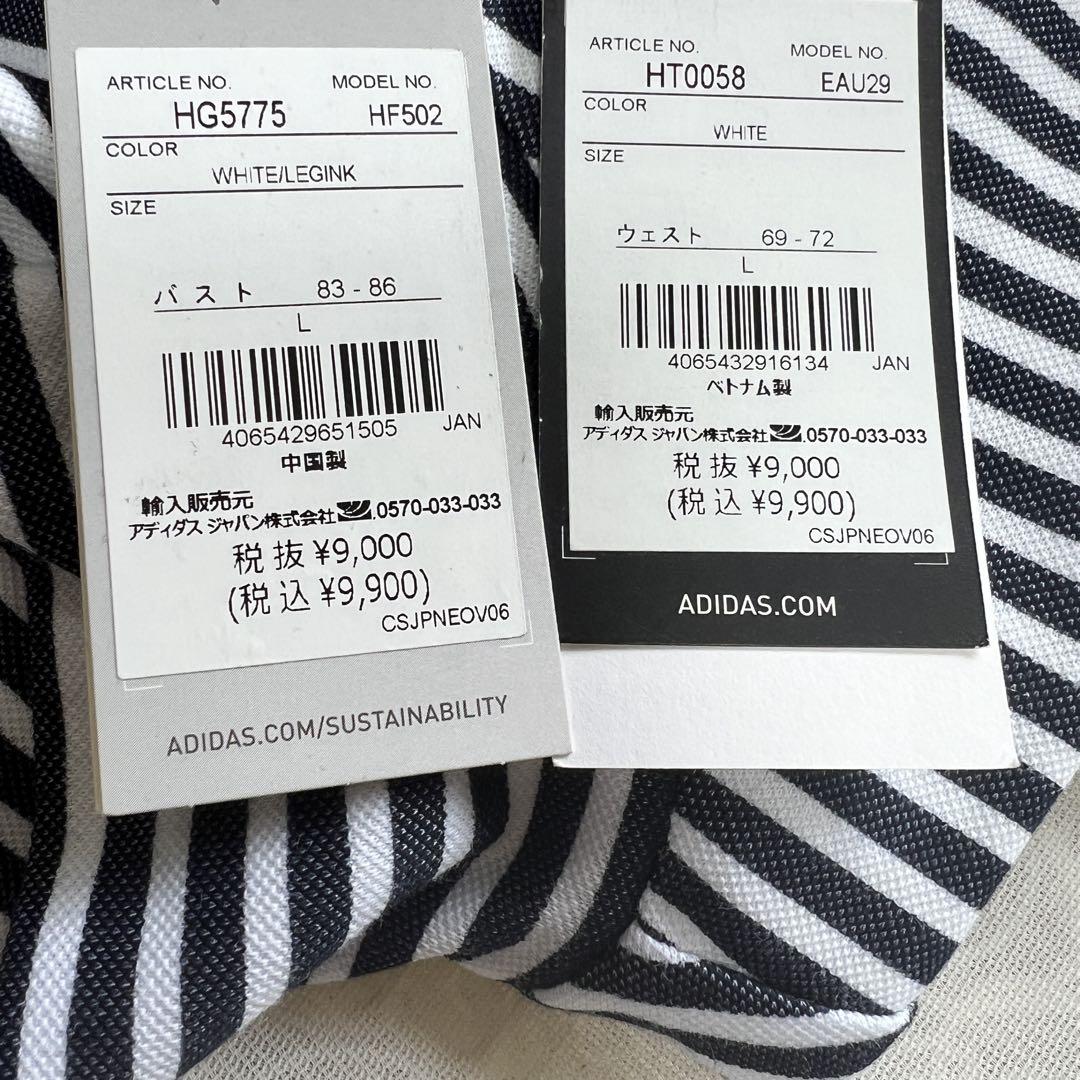 ARTICLE NO. MODEL NO.
HG5775 HF502
COLOR
WHITE/LEGINK
SIZE
バスト 83 - 86
L
4065429651505 JAN
中国製
輸入販売元
アディダス ジャパン株式会社 .0570-033-033
税抜 ¥9,000
(税込 ¥9,900)
CSJPNEOV06
ADIDAS.COM/SUSTAINABILITY
ARTICLE NO. MODEL NO.
HT0058 EAU29
COLOR
WHITE
SIZE
ウェスト 69 - 72
L
4065432916134 JAN
ベトナム製
輸入販売元
アディダス ジャパン株式会社 .0570-033-033
税抜 ¥9,000
(税込 ¥9,900)
CSJPNEOV06
ADIDAS.COM